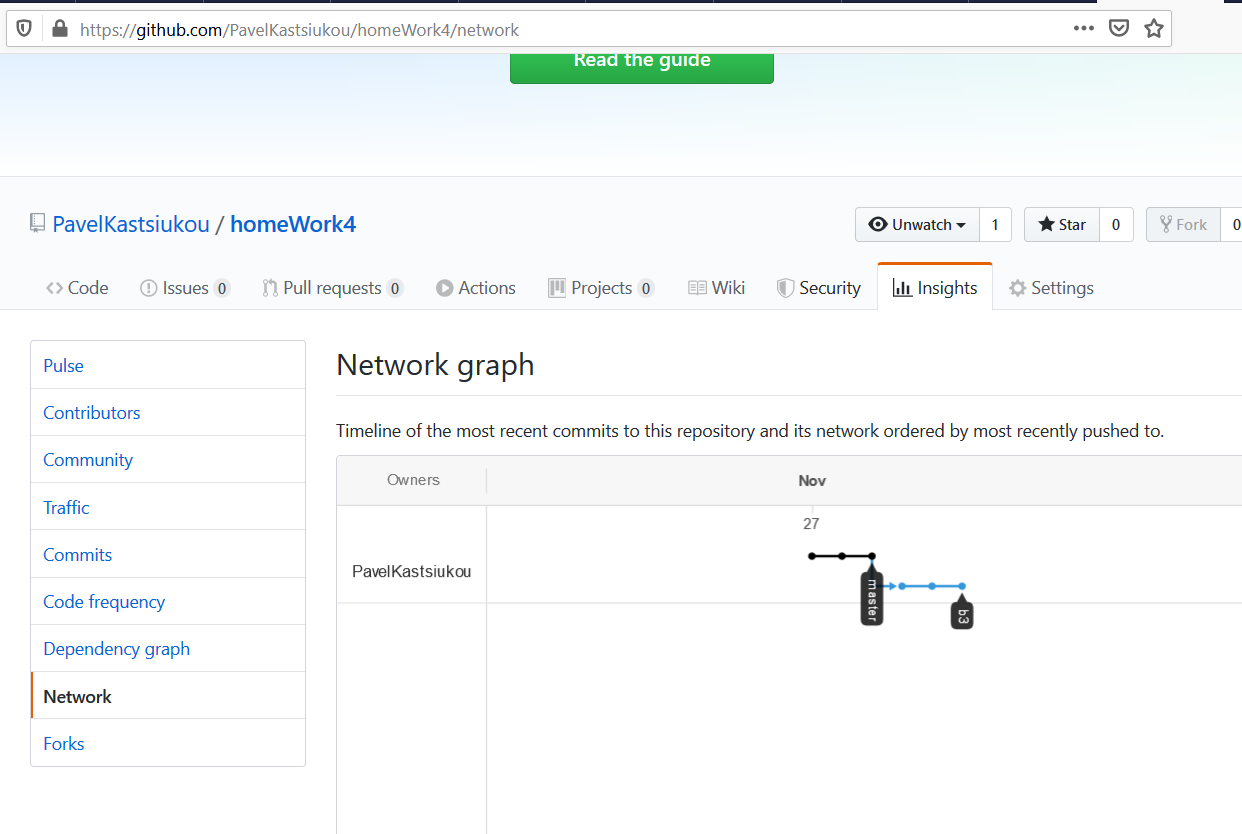 https://github.com/PavelKastsiukou/homeWork4/network
Read the guide
PavelKastsiukou / homeWork4
Unwatch 1 Star 0 Fork 0
Code Issues 0 Pull requests 0 Actions Projects 0 Wiki Security Insights Settings
Pulse
Contributors
Community
Traffic
Commits
Code frequency
Dependency graph
Network
Forks
Network graph
Timeline of the most recent commits to this repository and its network ordered by most recently pushed to.
Owners Nov
27
PavelKastsiukou
master
b3